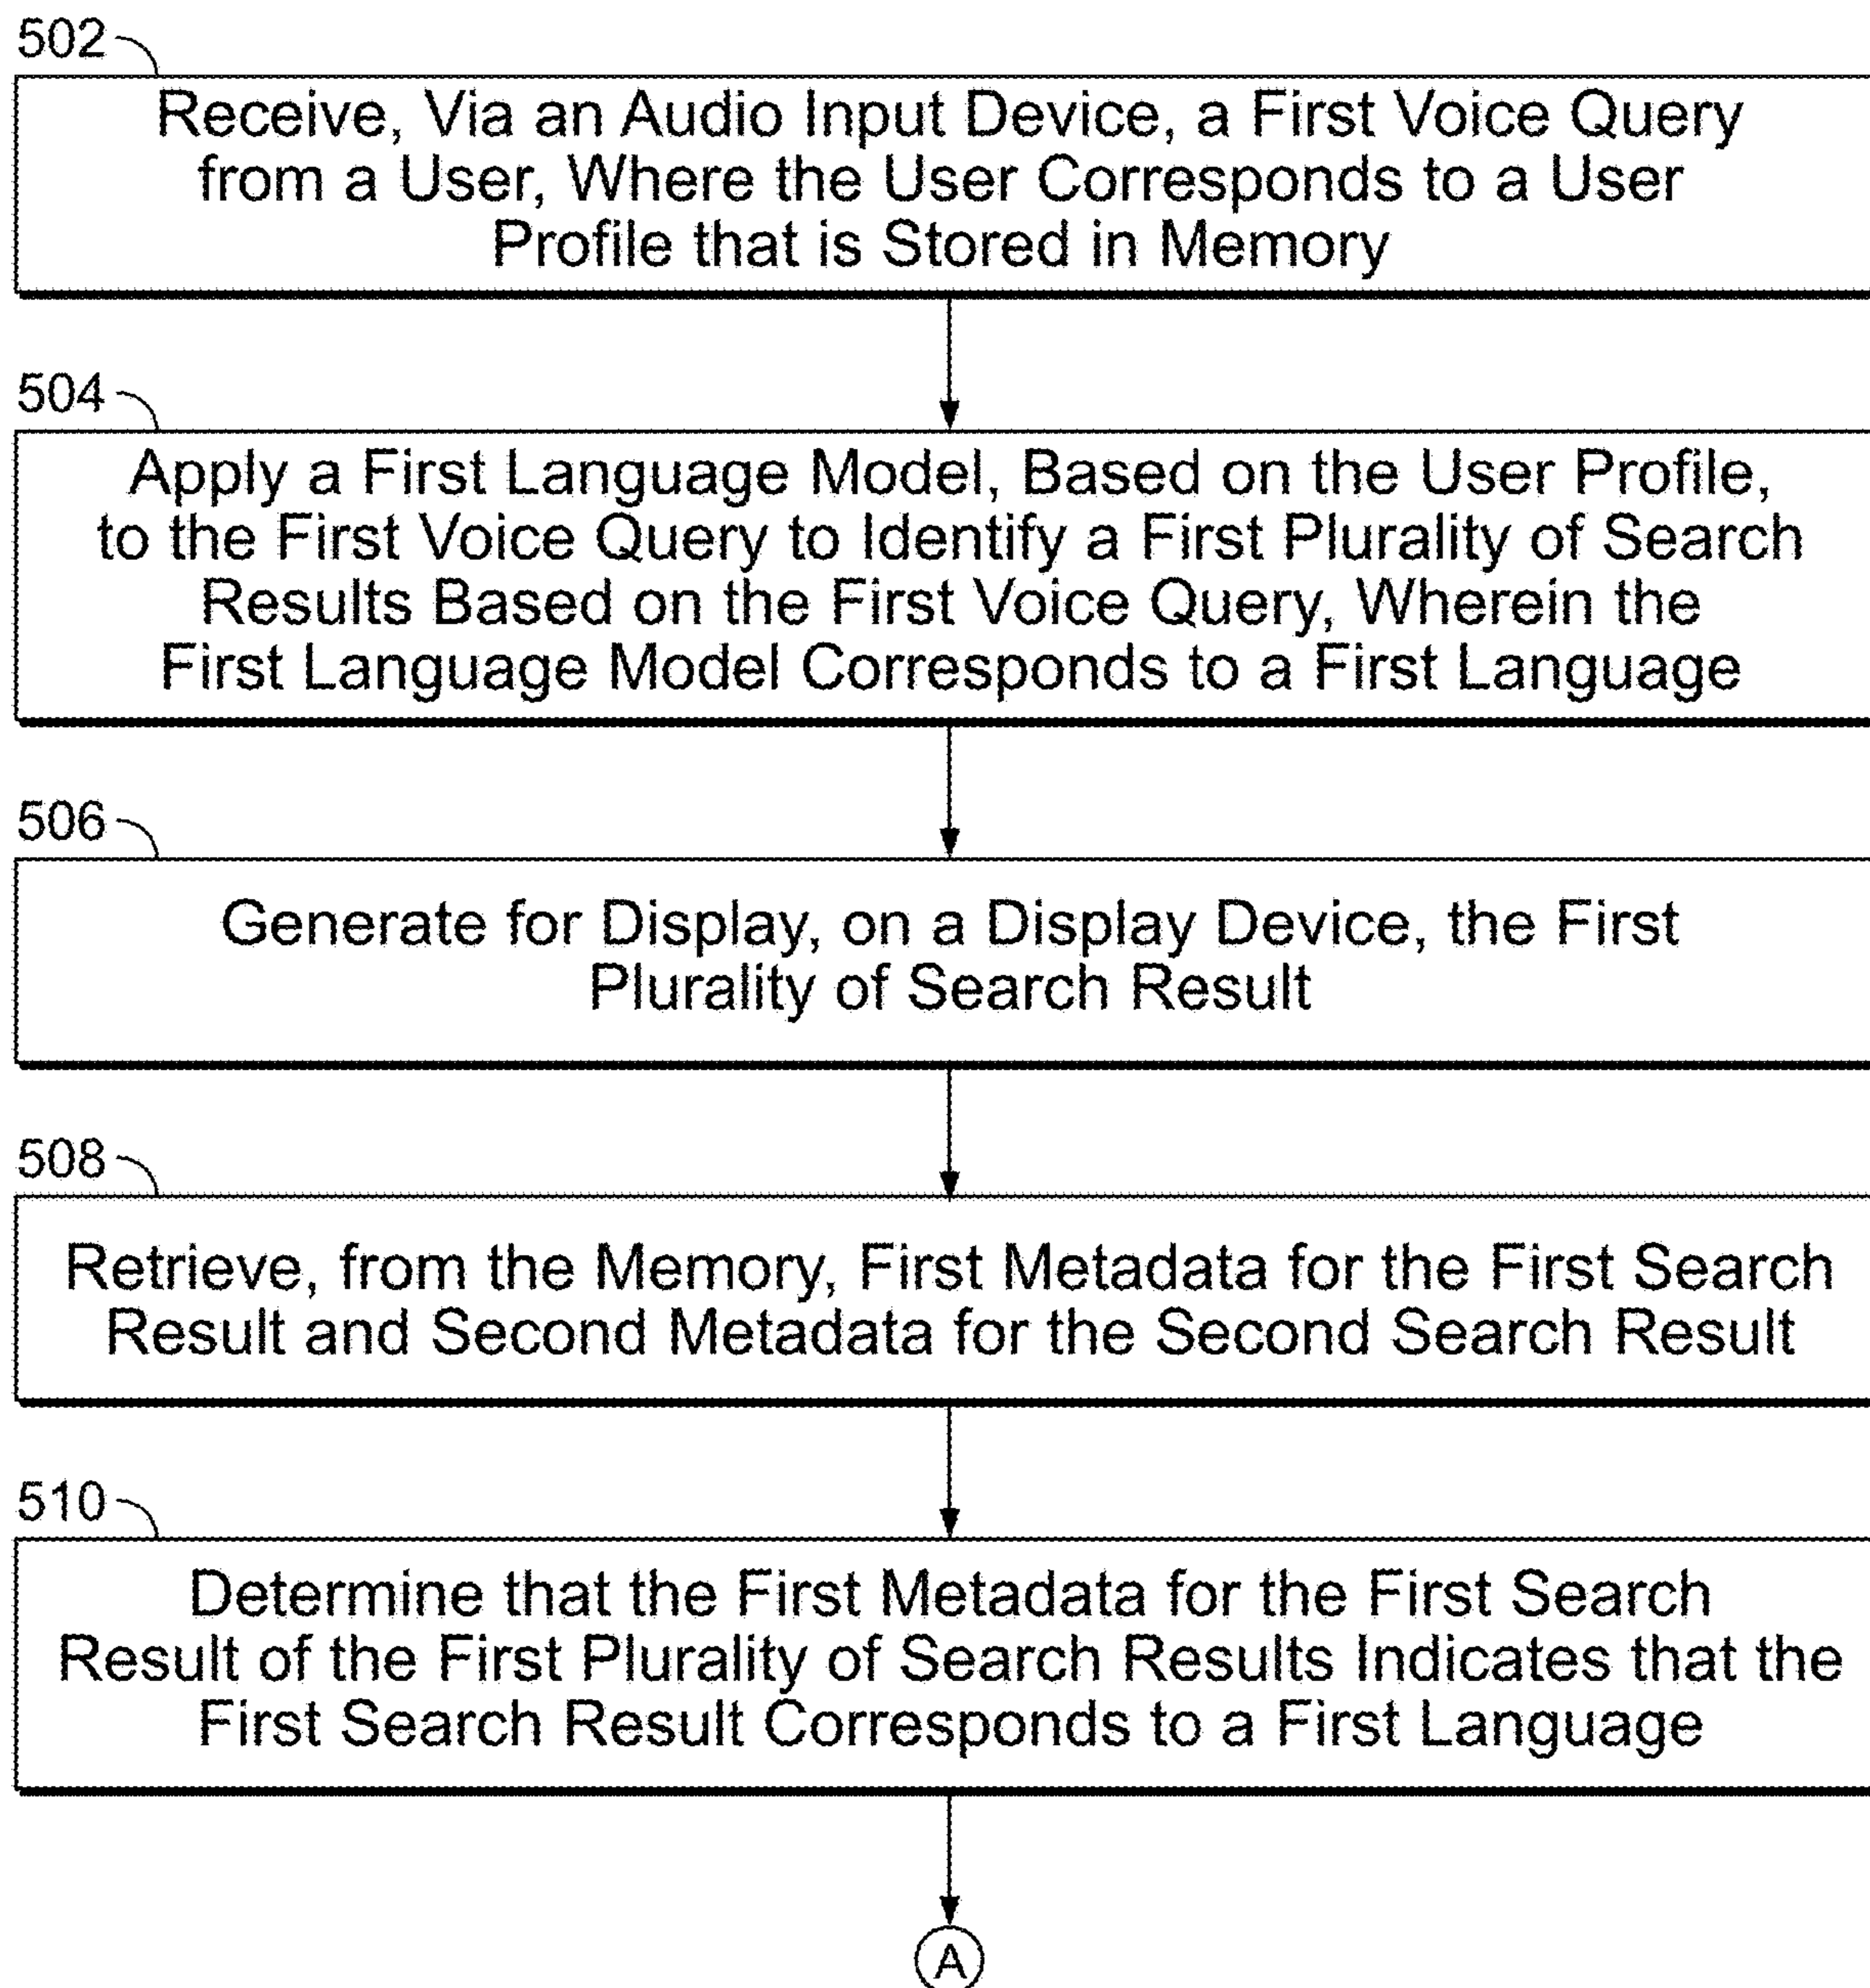 502
Receive, Via an Audio Input Device, a First Voice Query
from a User, Where the User Corresponds to a User
Profile that is Stored in Memory
504
Apply a First Language Model, Based on the User Profile,
to the First Voice Query to Identify a First Plurality of Search
Results Based on the First Voice Query, Wherein the
First Language Model Corresponds to a First Language
506
Generate for Display, on a Display Device, the First
Plurality of Search Result
508
Retrieve, from the Memory, First Metadata for the First Search
Result and Second Metadata for the Second Search Result
510
Determine that the First Metadata for the First Search
Result of the First Plurality of Search Results Indicates that the
First Search Result Corresponds to a First Language
A